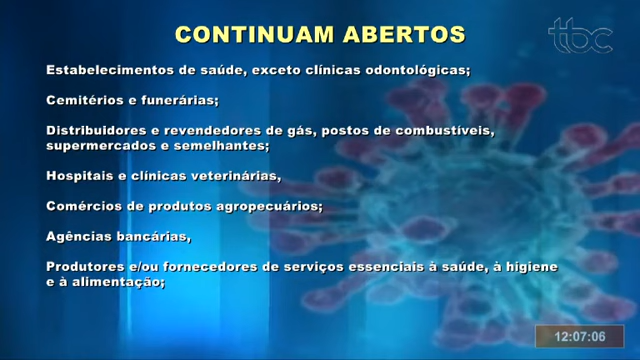 CONTINUAM ABERTOS
tbc
Estabelecimentos de saúde, exceto clínicas odontológicas;
Cemitérios e funerárias;
Distribuidores e revendedores de gás, postos de combustíveis,
supermercados e semelhantes;
Hospitais e clínicas veterinárias,
Comércios de produtos agropecuários;
Agências bancárias,
Produtores e/ou fornecedores de serviços essenciais à saúde, à higiene
e à alimentação;
12:07:06